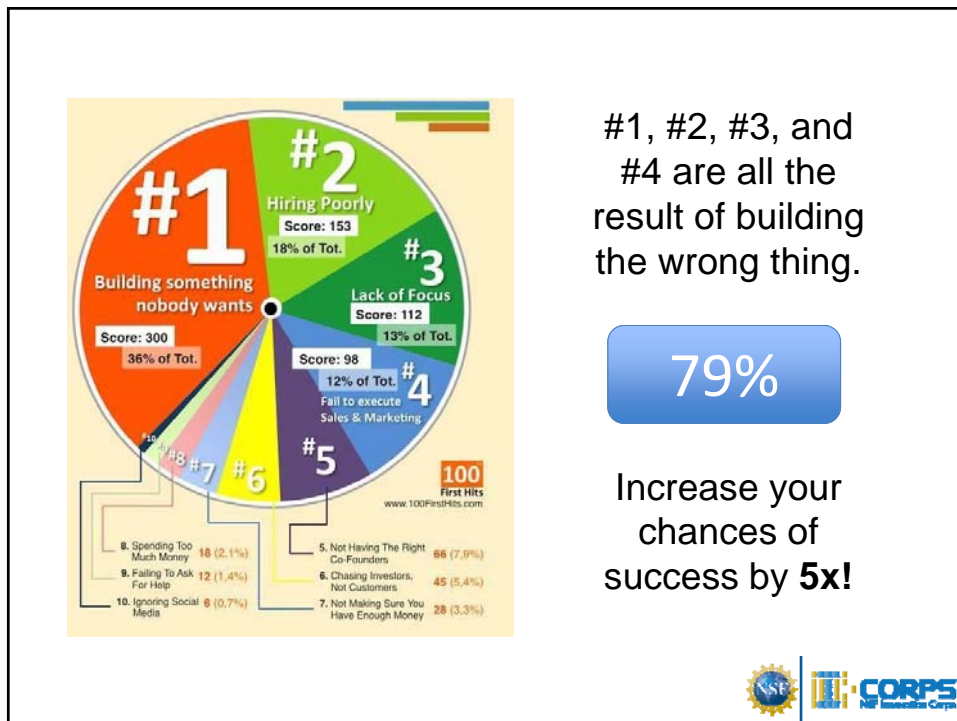 #1
Building something
nobody wants
Score: 300
36% of Tot.
#2
Hiring Poorly
Score: 153
18% of Tot.
#3
Lack of Focus
Score: 112
13% of Tot.
Score: 98
12% of Tot.
#4
Fail to execute
Sales & Marketing
#5
#6
#7
#8
#10
100
First Hits
www.100FirstHits.com
8. Spending Too
Much Money 18 (2,1%)
9. Failing To Ask
For Help 12 (1,4%)
10. Ignoring Social
Media 6 (0,7%)
5. Not Having The Right
Co-Founders 66 (7,9%)
6. Chasing Investors,
Not Customers 45 (5,4%)
7. Not Making Sure You
Have Enough Money 28 (3,3%)
#1, #2, #3, and
#4 are all the
result of building
the wrong thing.
79%
Increase your
chances of
success by 5x!
NSF
CORPS
NSF Innovation Corps